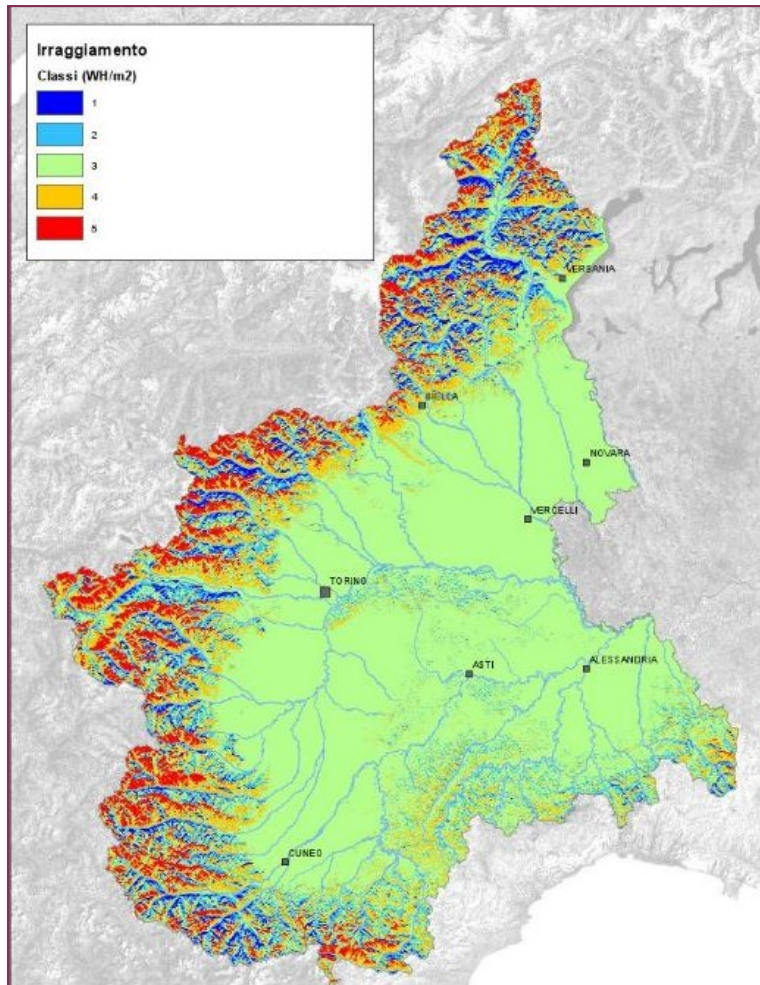 Irraggiamento
Classi (WH/m2)
1
2
3
4
5
VERBANIA
BIELLA
NOVARA
VERCELLI
TORINO
ASTI
ALESSANDRIA
CUNEO